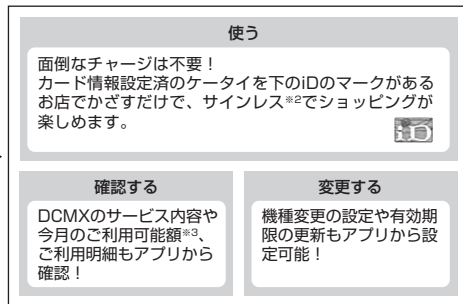 使う
面倒なチャージは不要！
カード情報設定済のケータイを下のiDのマークがある
お店でかざすだけで、サインレス※2でショッピングが
楽しめます。
iD
確認する
DCMXのサービス内容や
今月のご利用可能額※3、
ご利用明細もアプリから
確認！
変更する
機種変更の設定や有効期
限の更新もアプリから設
定可能！